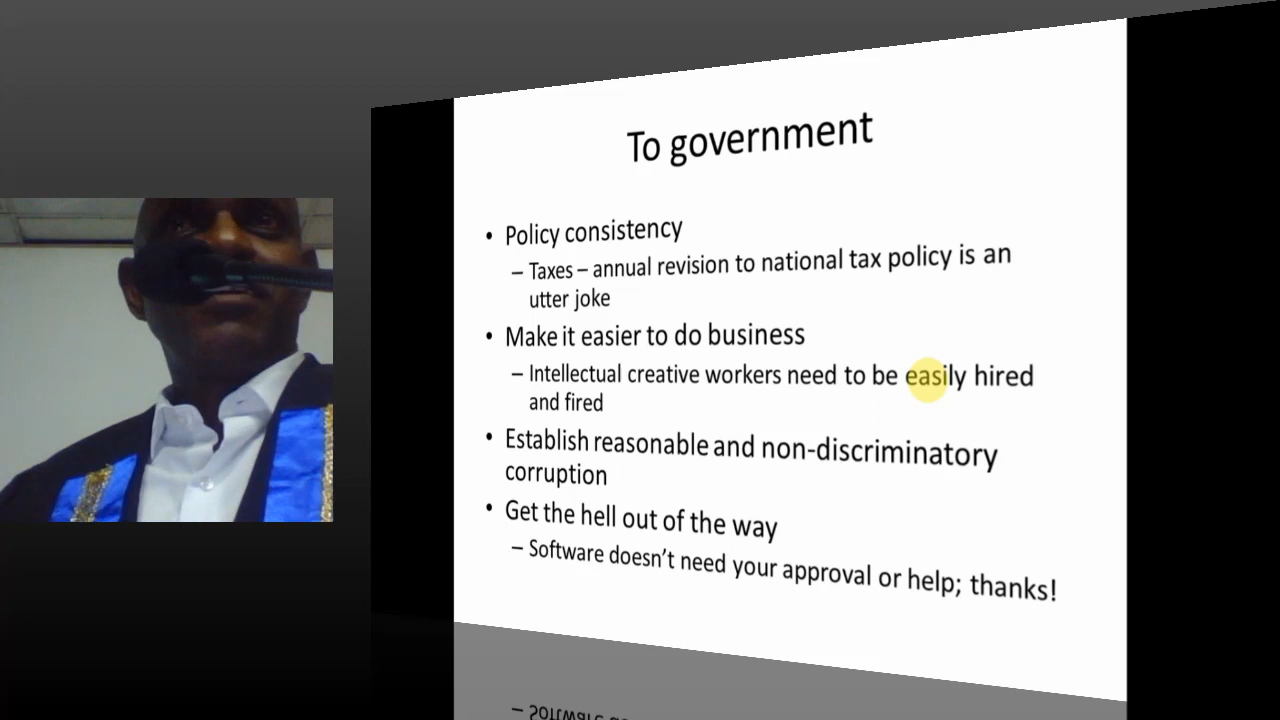 To government
• Policy consistency
– Taxes – annual revision to national tax policy is an
utter joke
• Make it easier to do business
– Intellectual creative workers need to be easily hired
and fired
• Establish reasonable and non-discriminatory
corruption
• Get the hell out of the way
– Software doesn't need your approval or help; thanks!